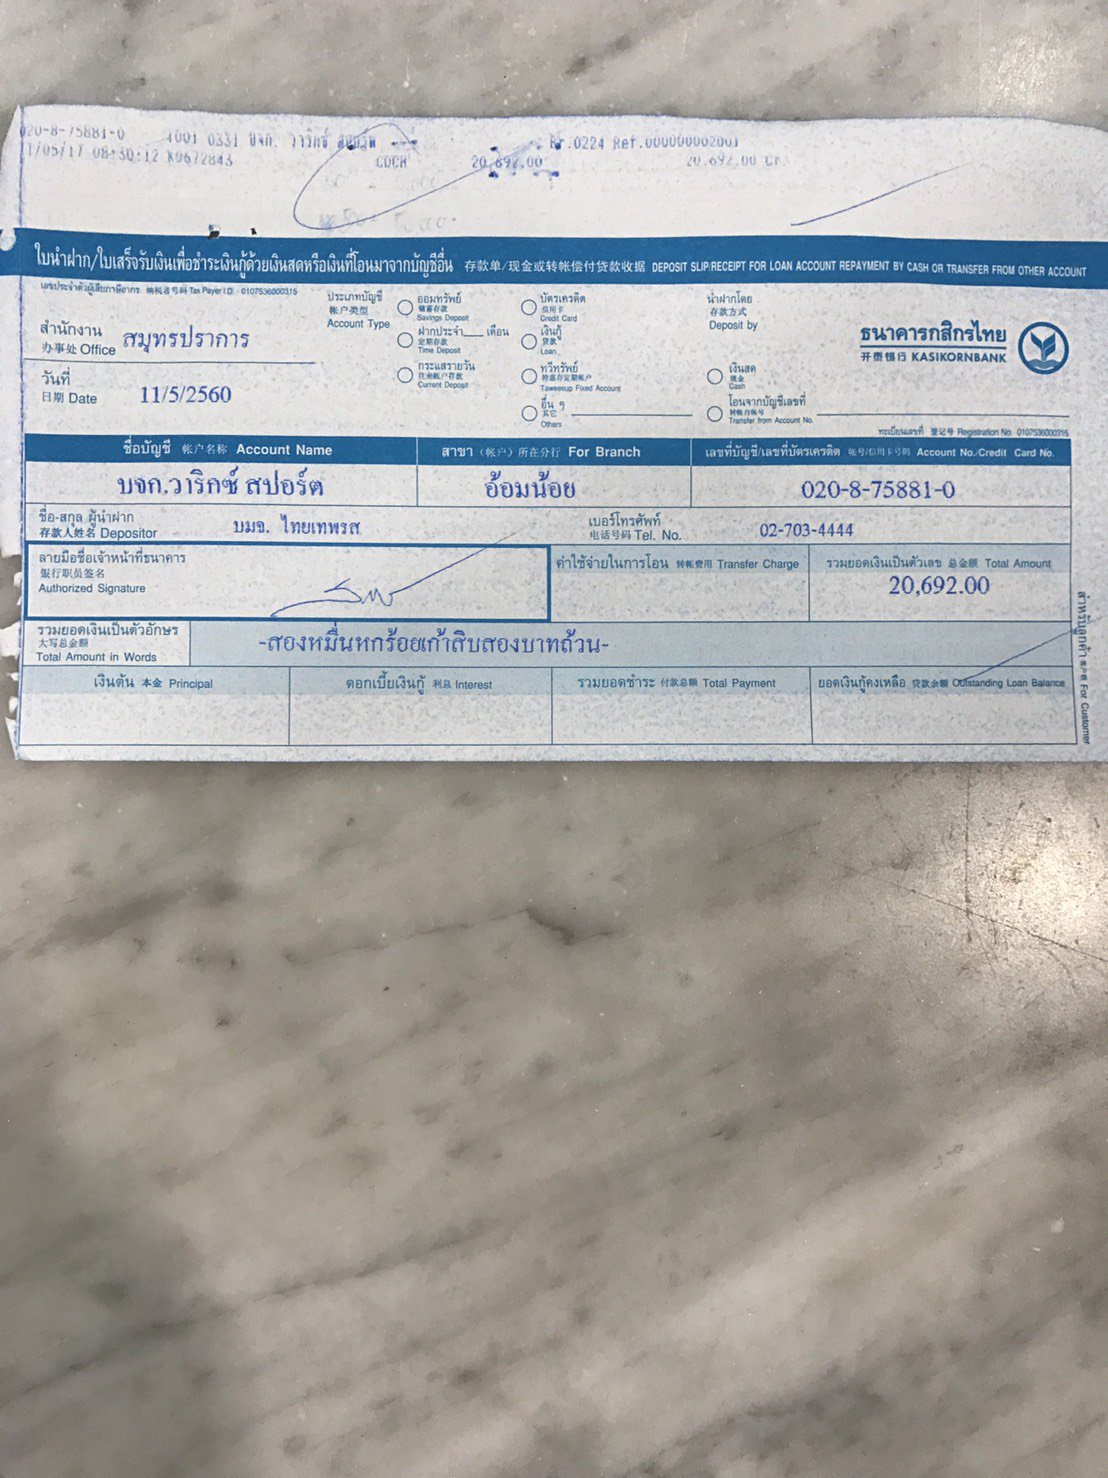 020-8-75881-0 4001 0331 บจก. วาริกซ์ สปอร์ต Br.0224 Ref.000000002001
1/05/17 08:30:12 K0672843 CDCM 20,692.00 20,692.00
ใบนำฝาก/ใบเสร็จรับเงินเพื่อชำระเงินกู้ด้วยเงินสดหรือเงินที่โอนมาจากบัญชีอื่น 存款单/现金或转帐偿付贷款收据 DEPOSIT SLIP/RECEIPT FOR LOAN ACCOUNT REPAYMENT BY CASH OR TRANSFER FROM OTHER ACCOUNT
เลขประจำตัวผู้เสียภาษีอากร 纳税者号码 Tax Payer I.D. 0107536000315
สำนักงาน
办事处 Office สมุทรปราการ
วันที่
日期 Date 11/5/2560
ประเภทบัญชี
帐户类型
Account Type
ออมทรัพย์
储蓄存款
Savings Deposit
ฝากประจำ___เดือน
定期存款
Time Deposit
กระแสรายวัน
往来帐户存款
Current Deposit
บัตรเครดิต
信用卡
Credit Card
เงินกู้
贷款
Loan
ทวีทรัพย์
特惠存定期帐户
Taweesup Fixed Account
อื่น ๆ
其它
Others
นำฝากโดย
存款方式
Deposit by
เงินสด
现金
Cash
โอนจากบัญชีเลขที่
转帐自帐号
Transfer from Account No.
ธนาคารกสิกรไทย
开泰银行 KASIKORNBANK
ทะเบียนเลขที่ 登记号 Registration No. 0107536000315
ชื่อบัญชี 帐户名称 Account Name
สาขา (帐户) 所在分行 For Branch
เลขที่บัญชี/เลขที่บัตรเครดิต 帐号/信用卡号码 Account No./Credit Card No.
บจก.วาริกซ์ สปอร์ต
อ้อมน้อย
020-8-75881-0
ชื่อ-สกุล ผู้นำฝาก
存款人姓名 Depositor บมจ. ไทยเทพรส
เบอร์โทรศัพท์
电话号码 Tel. No. 02-703-4444
ลายมือชื่อเจ้าหน้าที่ธนาคาร
银行职员签名
Authorized Signature
ค่าใช้จ่ายในการโอน 转帐费用 Transfer Charge
รวมยอดเงินเป็นตัวเลข 总金额 Total Amount
20,692.00
รวมยอดเงินเป็นตัวอักษร
大写总金额
Total Amount in Words
-สองหมื่นหกร้อยเก้าสิบสองบาทถ้วน-
เงินต้น 本金 Principal
ดอกเบี้ยเงินกู้ 利息 Interest
รวมยอดชำระ 付款总额 Total Payment
ยอดเงินกู้คงเหลือ 贷款余额 Outstanding Loan Balance
สำหรับลูกค้า 客户联 For Customer